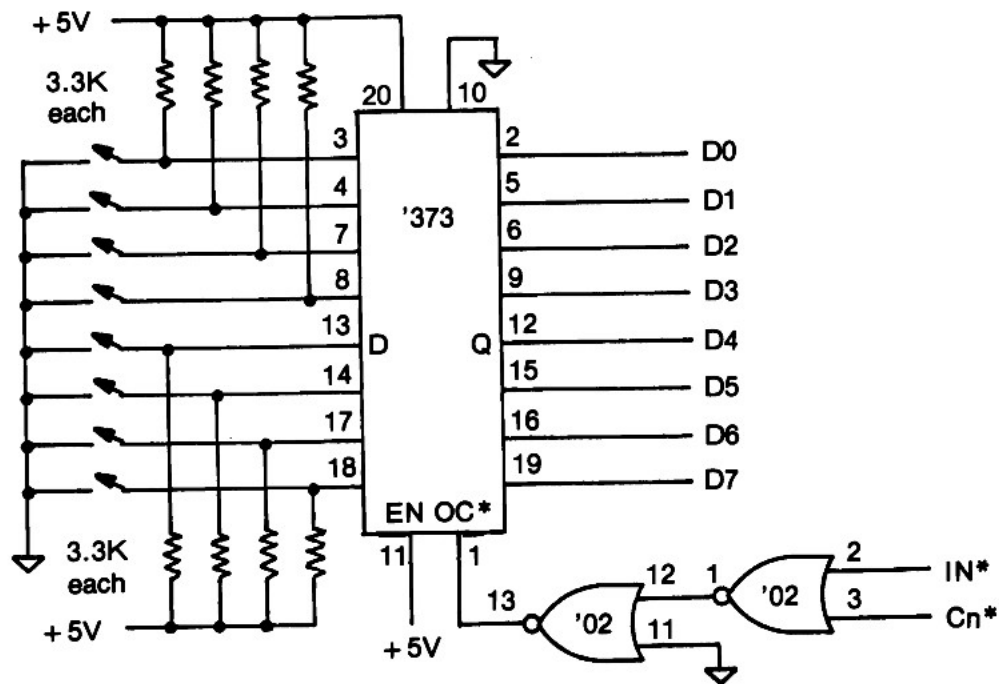 +5V
3.3K
each
20
10
3
2
D0
4
5
D1
'373
7
6
D2
8
9
D3
13
D
Q
12
D4
14
15
D5
17
16
D6
18
19
D7
EN OC*
3.3K
each
11
1
+5V
+5V
13
'02
12
11
1
'02
2
IN*
3
Cn*